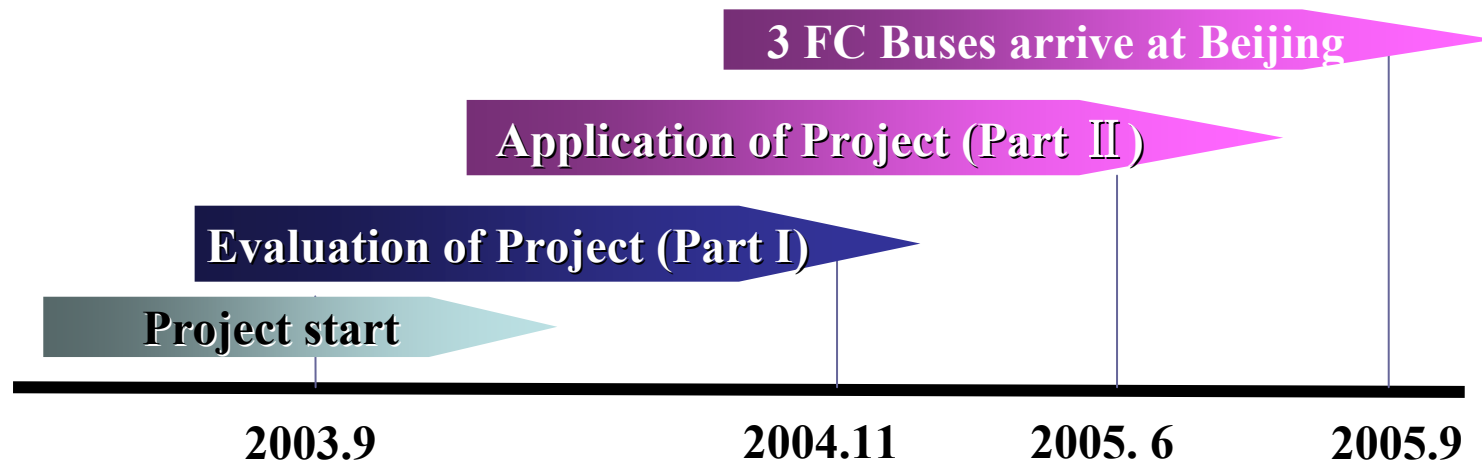 3 FC Buses arrive at Beijing
Application of Project (Part Ⅱ)
Evaluation of Project (Part I)
Project start
2003.9 2004.11 2005. 6 2005.9